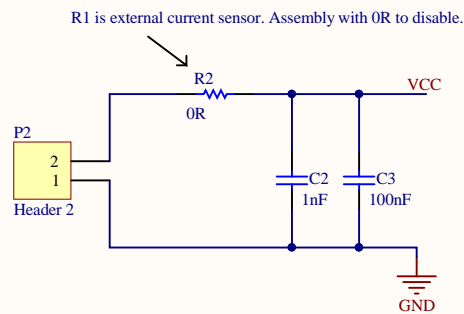 R1 is external current sensor. Assembly with 0R to disable.
R2
0R
VCC
P2
2
1
Header 2
C2
1nF
C3
100nF
GND